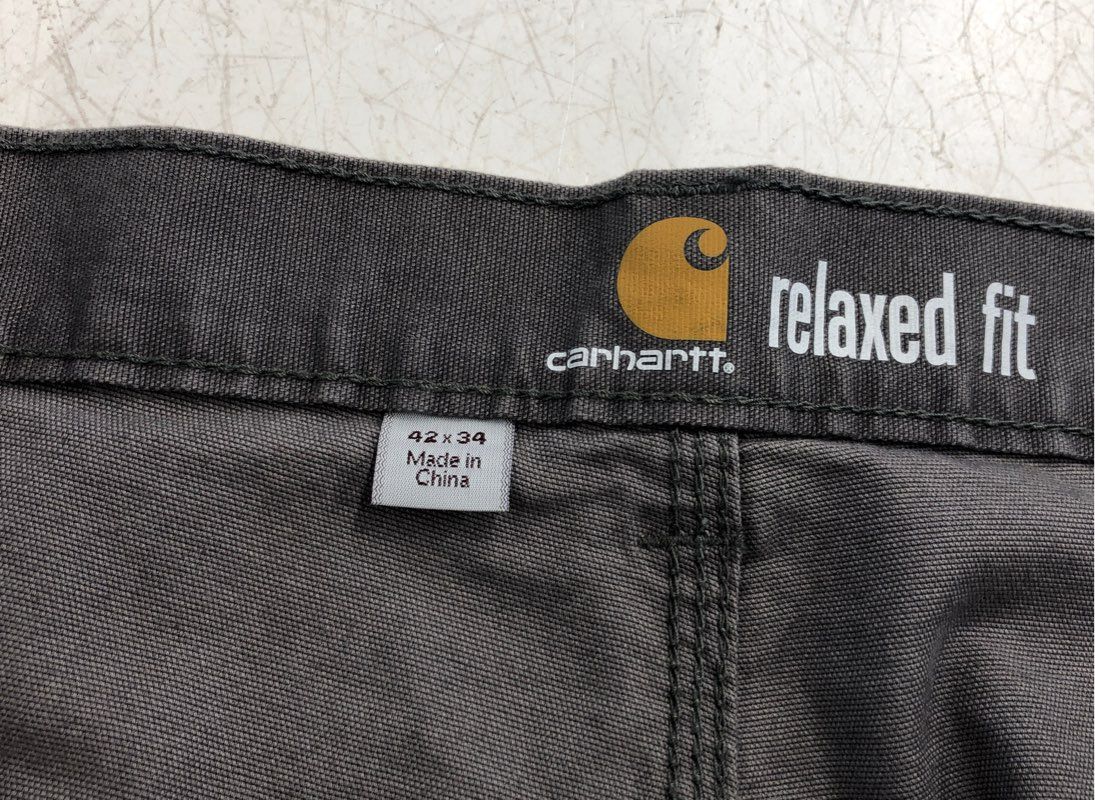 carhartt®
relaxed fit
42 x 34
Made in
China